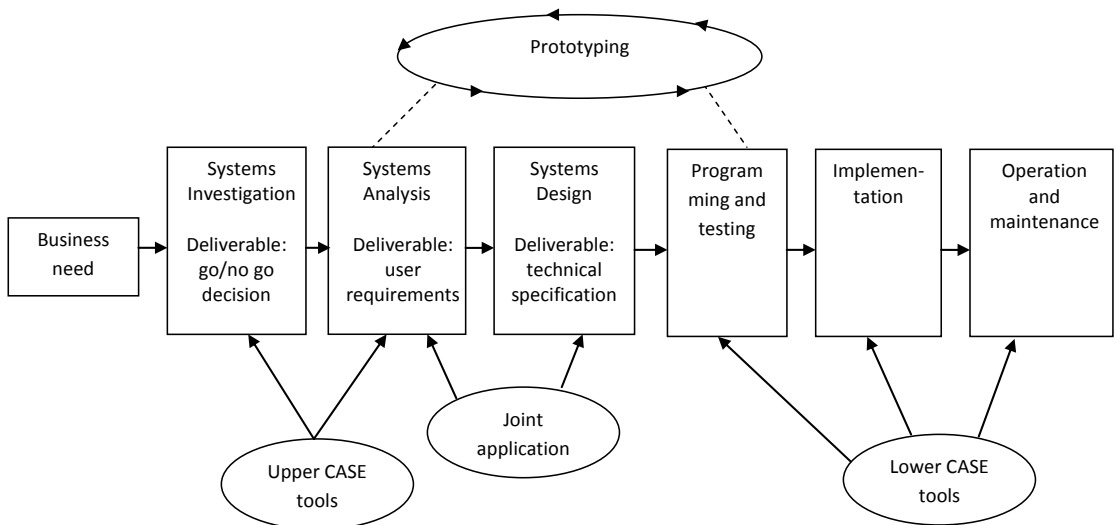 Prototyping
Business
need
Systems
Investigation
Deliverable:
go/no go
decision
Systems
Analysis
Deliverable:
user
requirements
Systems
Design
Deliverable:
technical
specification
Program
ming and
testing
Implemen-
tation
Operation
and
maintenance
Upper CASE
tools
Joint
application
Lower CASE
tools